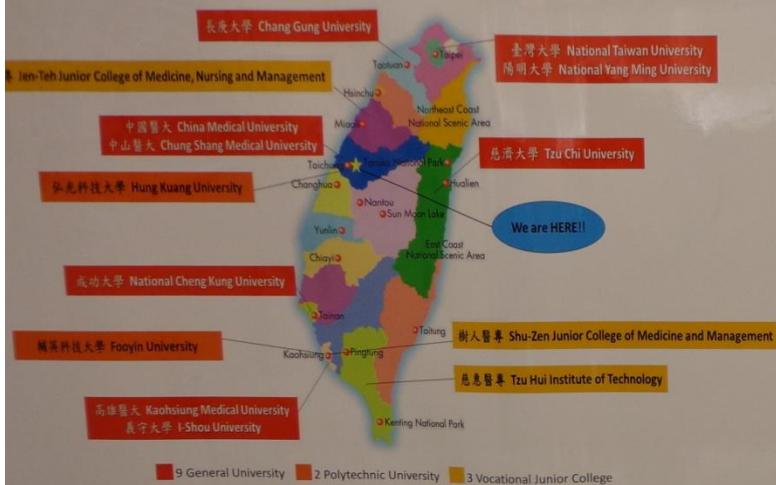 長庚大學 Chang Gung University
臺灣大學 National Taiwan University
陽明大學 National Yang Ming University
Taipei
Taotuan
專 Jen-Teh Junior College of Medicine, Nursing and Management
Hsinchu
Northeast Coast
National Scenic Area
中國醫大 China Medical University
中山醫大 Chung Shang Medical University
Miaoli
慈濟大學 Tzu Chi University
Taichung
Taroko National Park
弘光科技大學 Hung Kuang University
Changhua
Hualien
Nantou
Sun Moon Lake
We are HERE!!
Yunlin
East Coast
National Scenic Area
Chiayi
成功大學 National Cheng Kung University
Tainan
Taitung
樹人醫專 Shu-Zen Junior College of Medicine and Management
輔英科技大學 Fooyin University
Kaohsiung
Pingtung
慈惠醫專 Tzu Hui Institute of Technology
高雄醫大 Kaohsiung Medical University
義守大學 I-Shou University
Kenting National Park
9 General University
2 Polytechnic University
3 Vocational Junior College